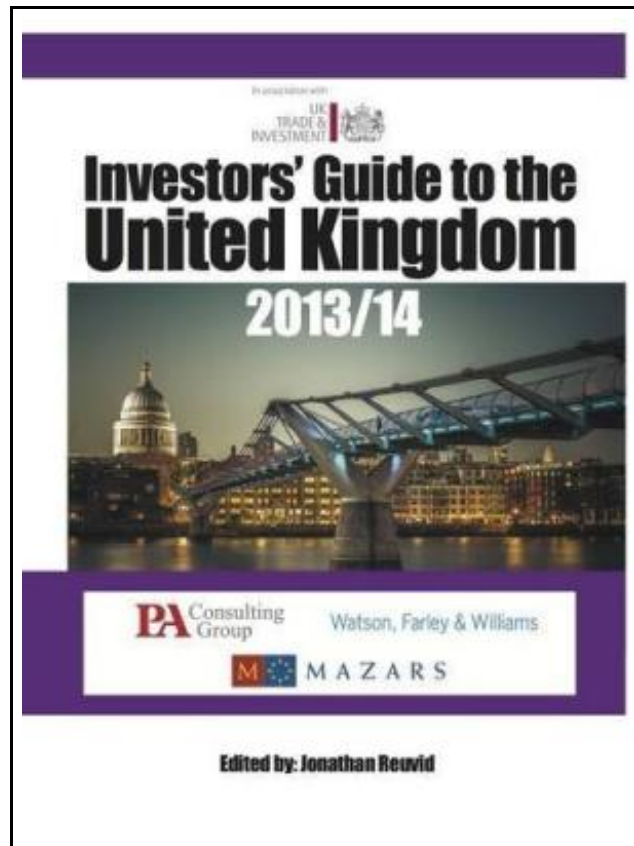 In association with
UK
TRADE &
INVESTMENT
Investors' Guide to the
United Kingdom
2013/14
PA Consulting
Group
Watson, Farley & Williams
M MAZARS
Edited by: Jonathan Reuvid